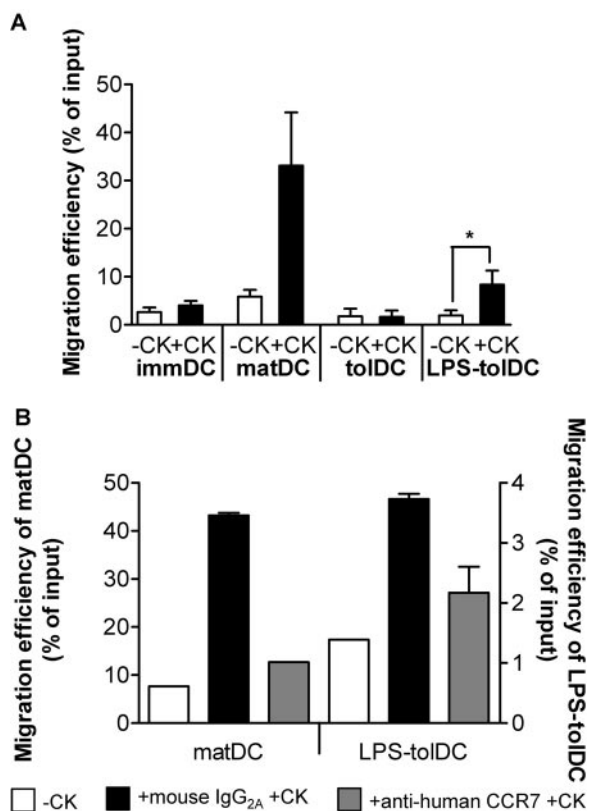 A
Migration efficiency (% of input)
50
40
30
20
10
0
*
-CK +CK -CK +CK -CK +CK -CK +CK
immDC matDC tolDC LPS-tolDC
B
Migration efficiency of matDC
(% of input)
50
40
30
20
10
0
4
3
2
1
0
Migration efficiency of LPS-tolDC
(% of input)
matDC LPS-tolDC
-CK +mouse IgG2A +CK +anti-human CCR7 +CK